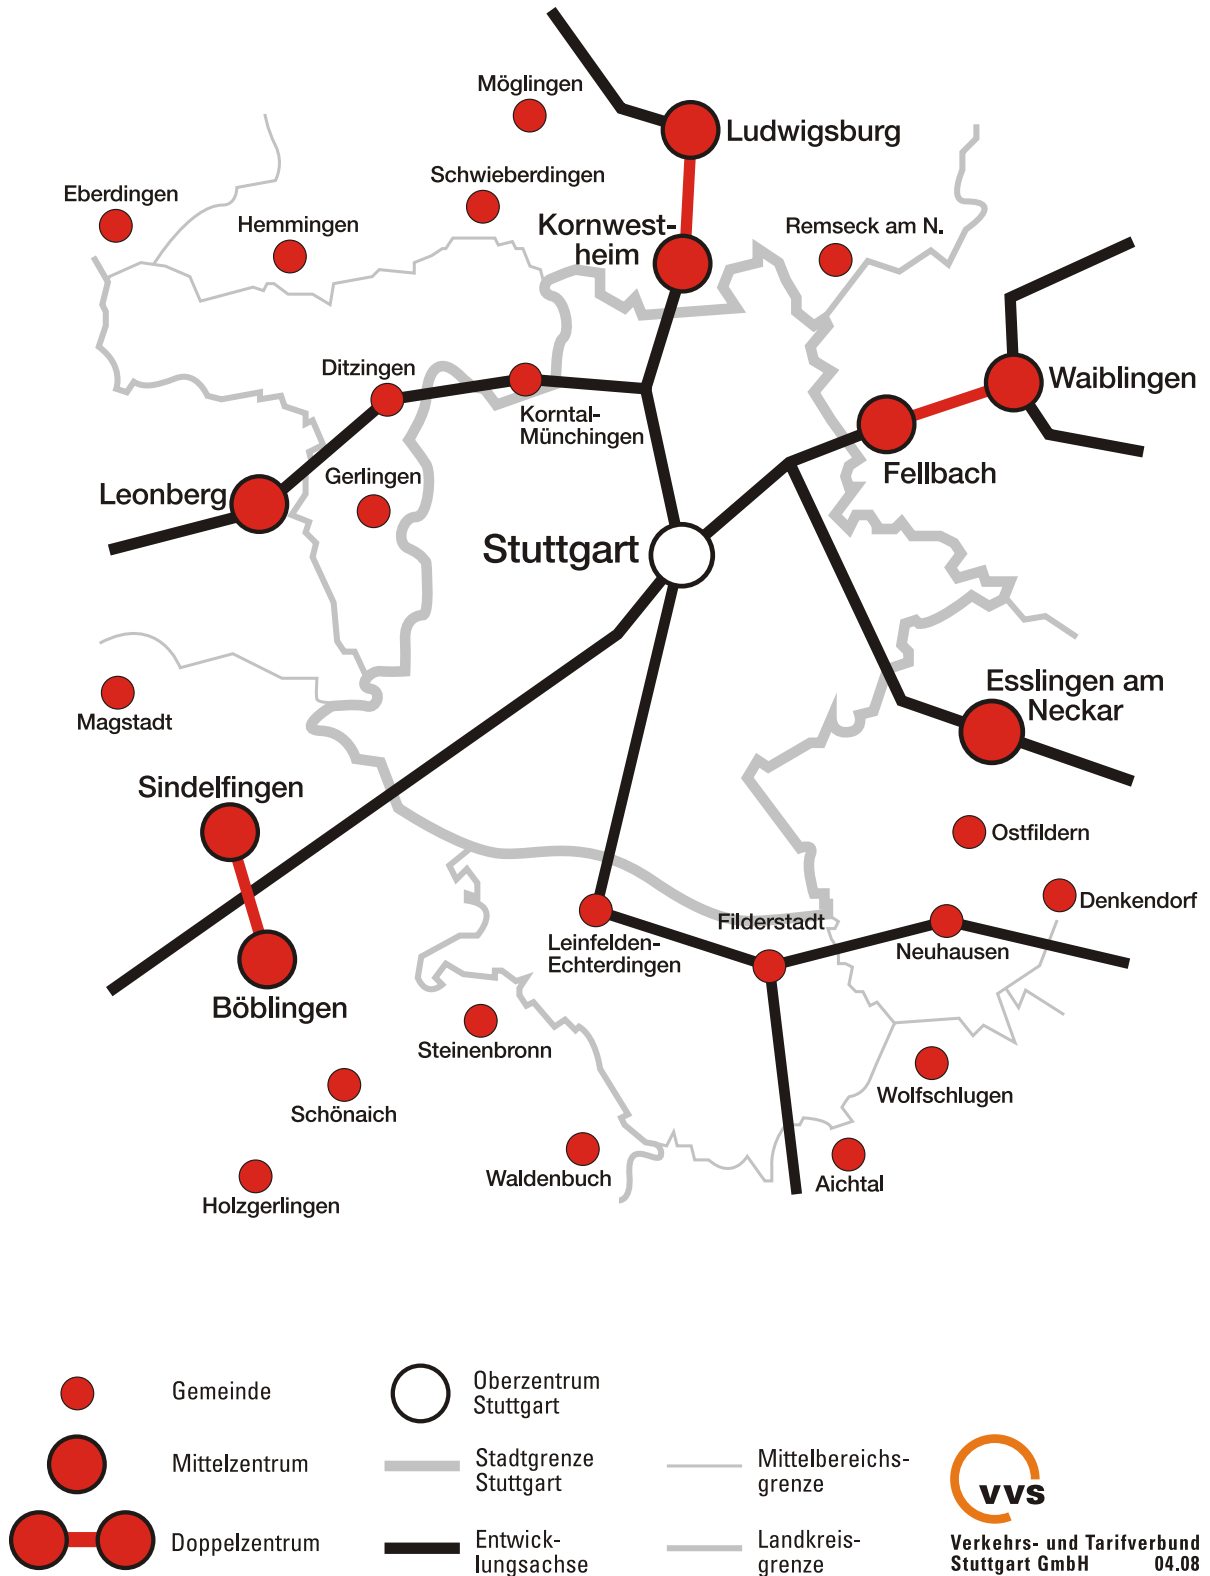 Möglingen
Ludwigsburg
Schwieberdingen
Eberdingen
Hemmingen
Kornwest-
heim
Remseck am N.
Ditzingen
Waiblingen
Korntal-
Münchingen
Fellbach
Gerlingen
Leonberg
Stuttgart
Esslingen am
Neckar
Magstadt
Sindelfingen
Ostfildern
Denkendorf
Filderstadt
Leinfelden-
Echterdingen
Neuhausen
Böblingen
Steinenbronn
Wolfschlugen
Schönaich
Waldenbuch
Aichtal
Holzgerlingen
Gemeinde
Oberzentrum
Stuttgart
Mittelzentrum
Stadtgrenze
Stuttgart
Mittelbereichs-
grenze
Doppelzentrum
Entwick-
lungsachse
Landkreis-
grenze
vvs
Verkehrs- und Tarifverbund
Stuttgart GmbH 04.08